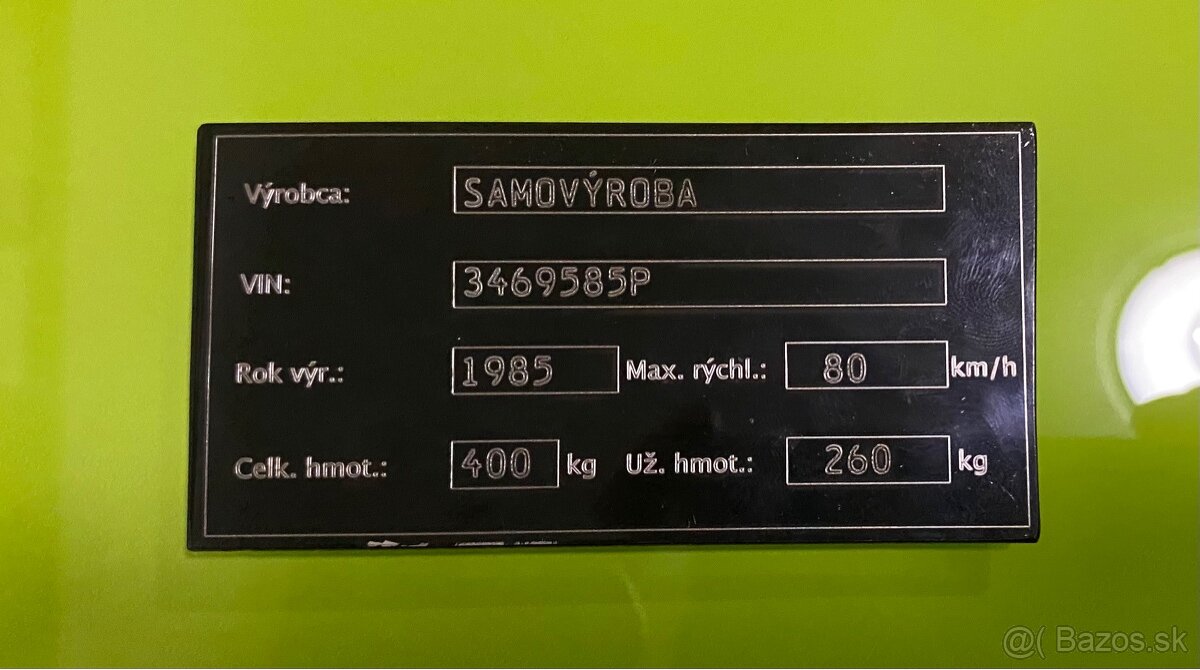 Výrobca: SAMOVÝROBA
VIN: 3469585P
Rok výr.: 1985 Max. rýchl.: 80 km/h
Celk. hmot.: 400 kg Už. hmot.: 260 kg
@( Bazos.sk